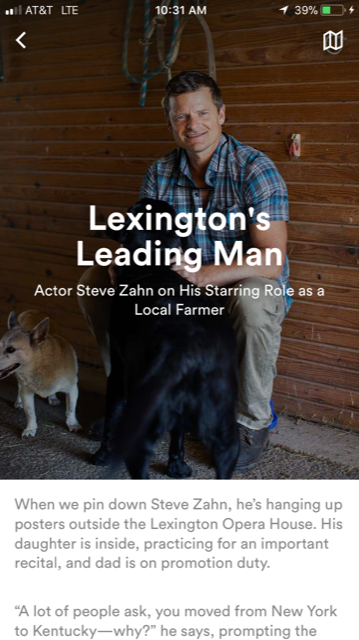 AT&T LTE 10:31 AM 39%
Lexington's
Leading Man
Actor Steve Zahn on His Starring Role as a
Local Farmer
When we pin down Steve Zahn, he's hanging up
posters outside the Lexington Opera House. His
daughter is inside, practicing for an important
recital, and dad is on promotion duty.
“A lot of people ask, you moved from New York
to Kentucky—why?” he says, prompting the